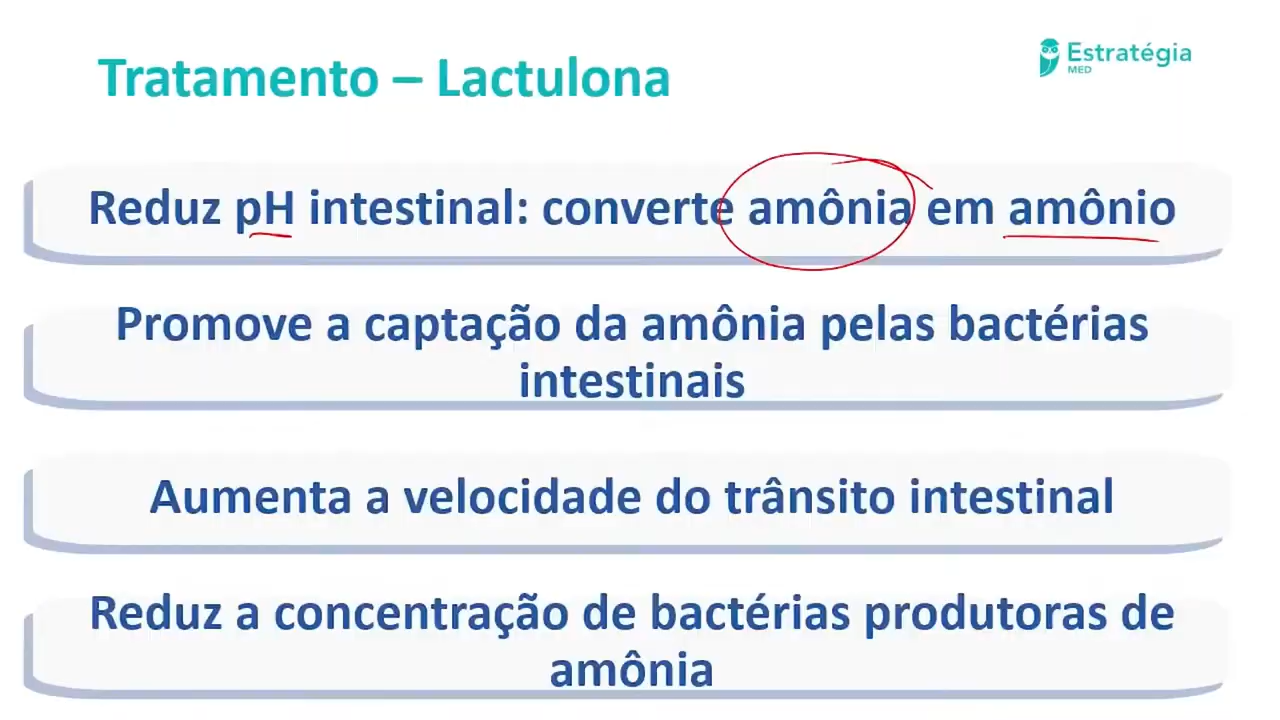 Tratamento – Lactulona
Estratégia
MED
Reduz pH intestinal: converte amônia em amônio
Promove a captação da amônia pelas bactérias
intestinais
Aumenta a velocidade do trânsito intestinal
Reduz a concentração de bactérias produtoras de
amônia